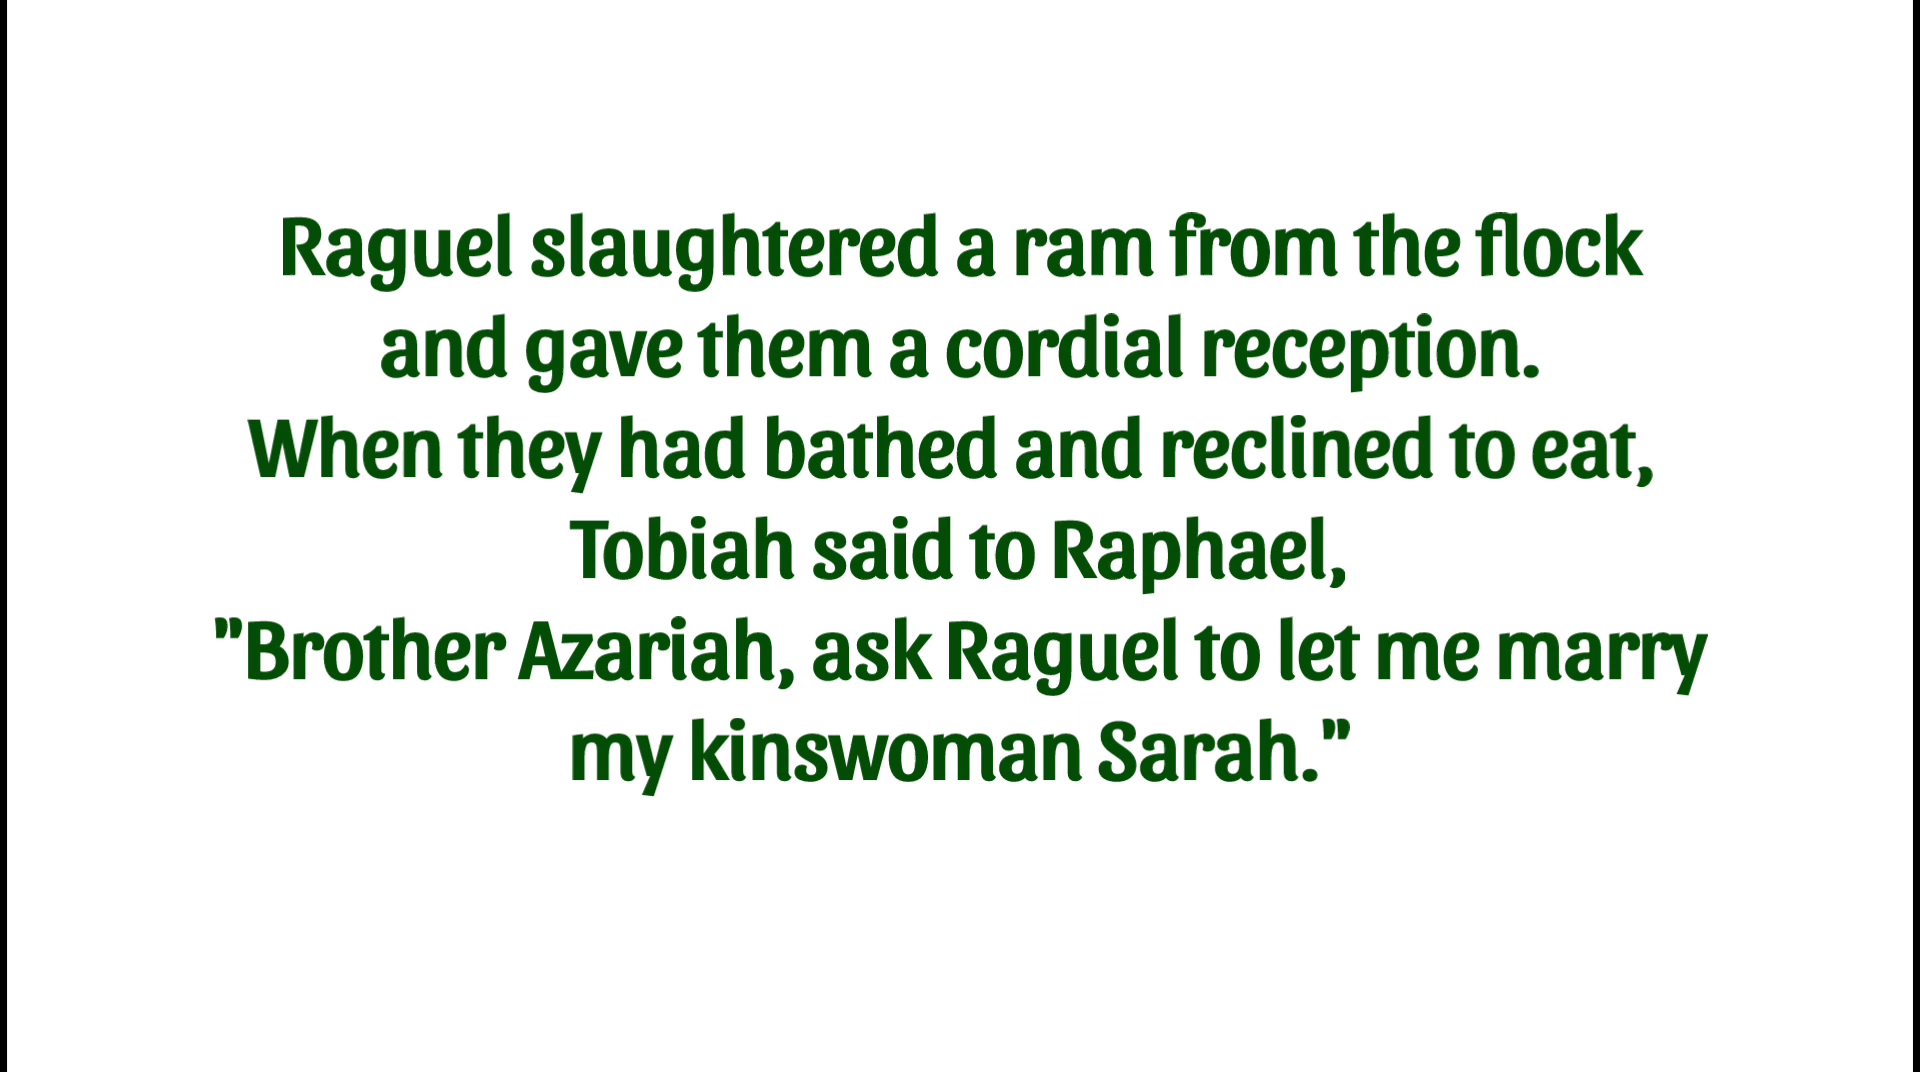 Raguel slaughtered a ram from the flock
and gave them a cordial reception.
When they had bathed and reclined to eat,
Tobiah said to Raphael,
"Brother Azariah, ask Raguel to let me marry
my kinswoman Sarah."